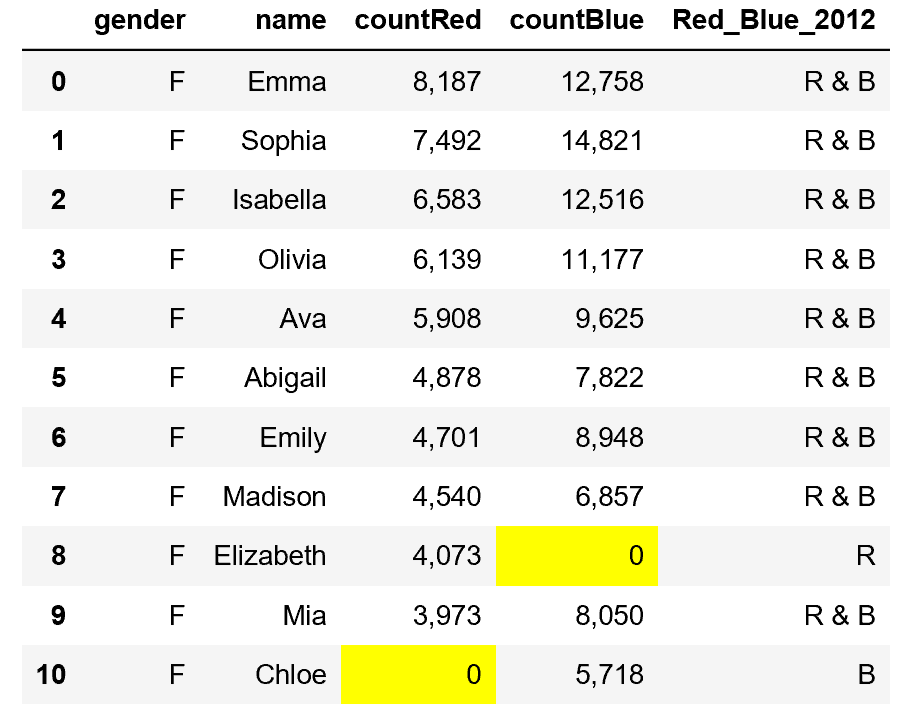 gender name countRed countBlue Red_Blue_2012
0 F Emma 8,187 12,758 R & B
1 F Sophia 7,492 14,821 R & B
2 F Isabella 6,583 12,516 R & B
3 F Olivia 6,139 11,177 R & B
4 F Ava 5,908 9,625 R & B
5 F Abigail 4,878 7,822 R & B
6 F Emily 4,701 8,948 R & B
7 F Madison 4,540 6,857 R & B
8 F Elizabeth 4,073 0 R
9 F Mia 3,973 8,050 R & B
10 F Chloe 0 5,718 B